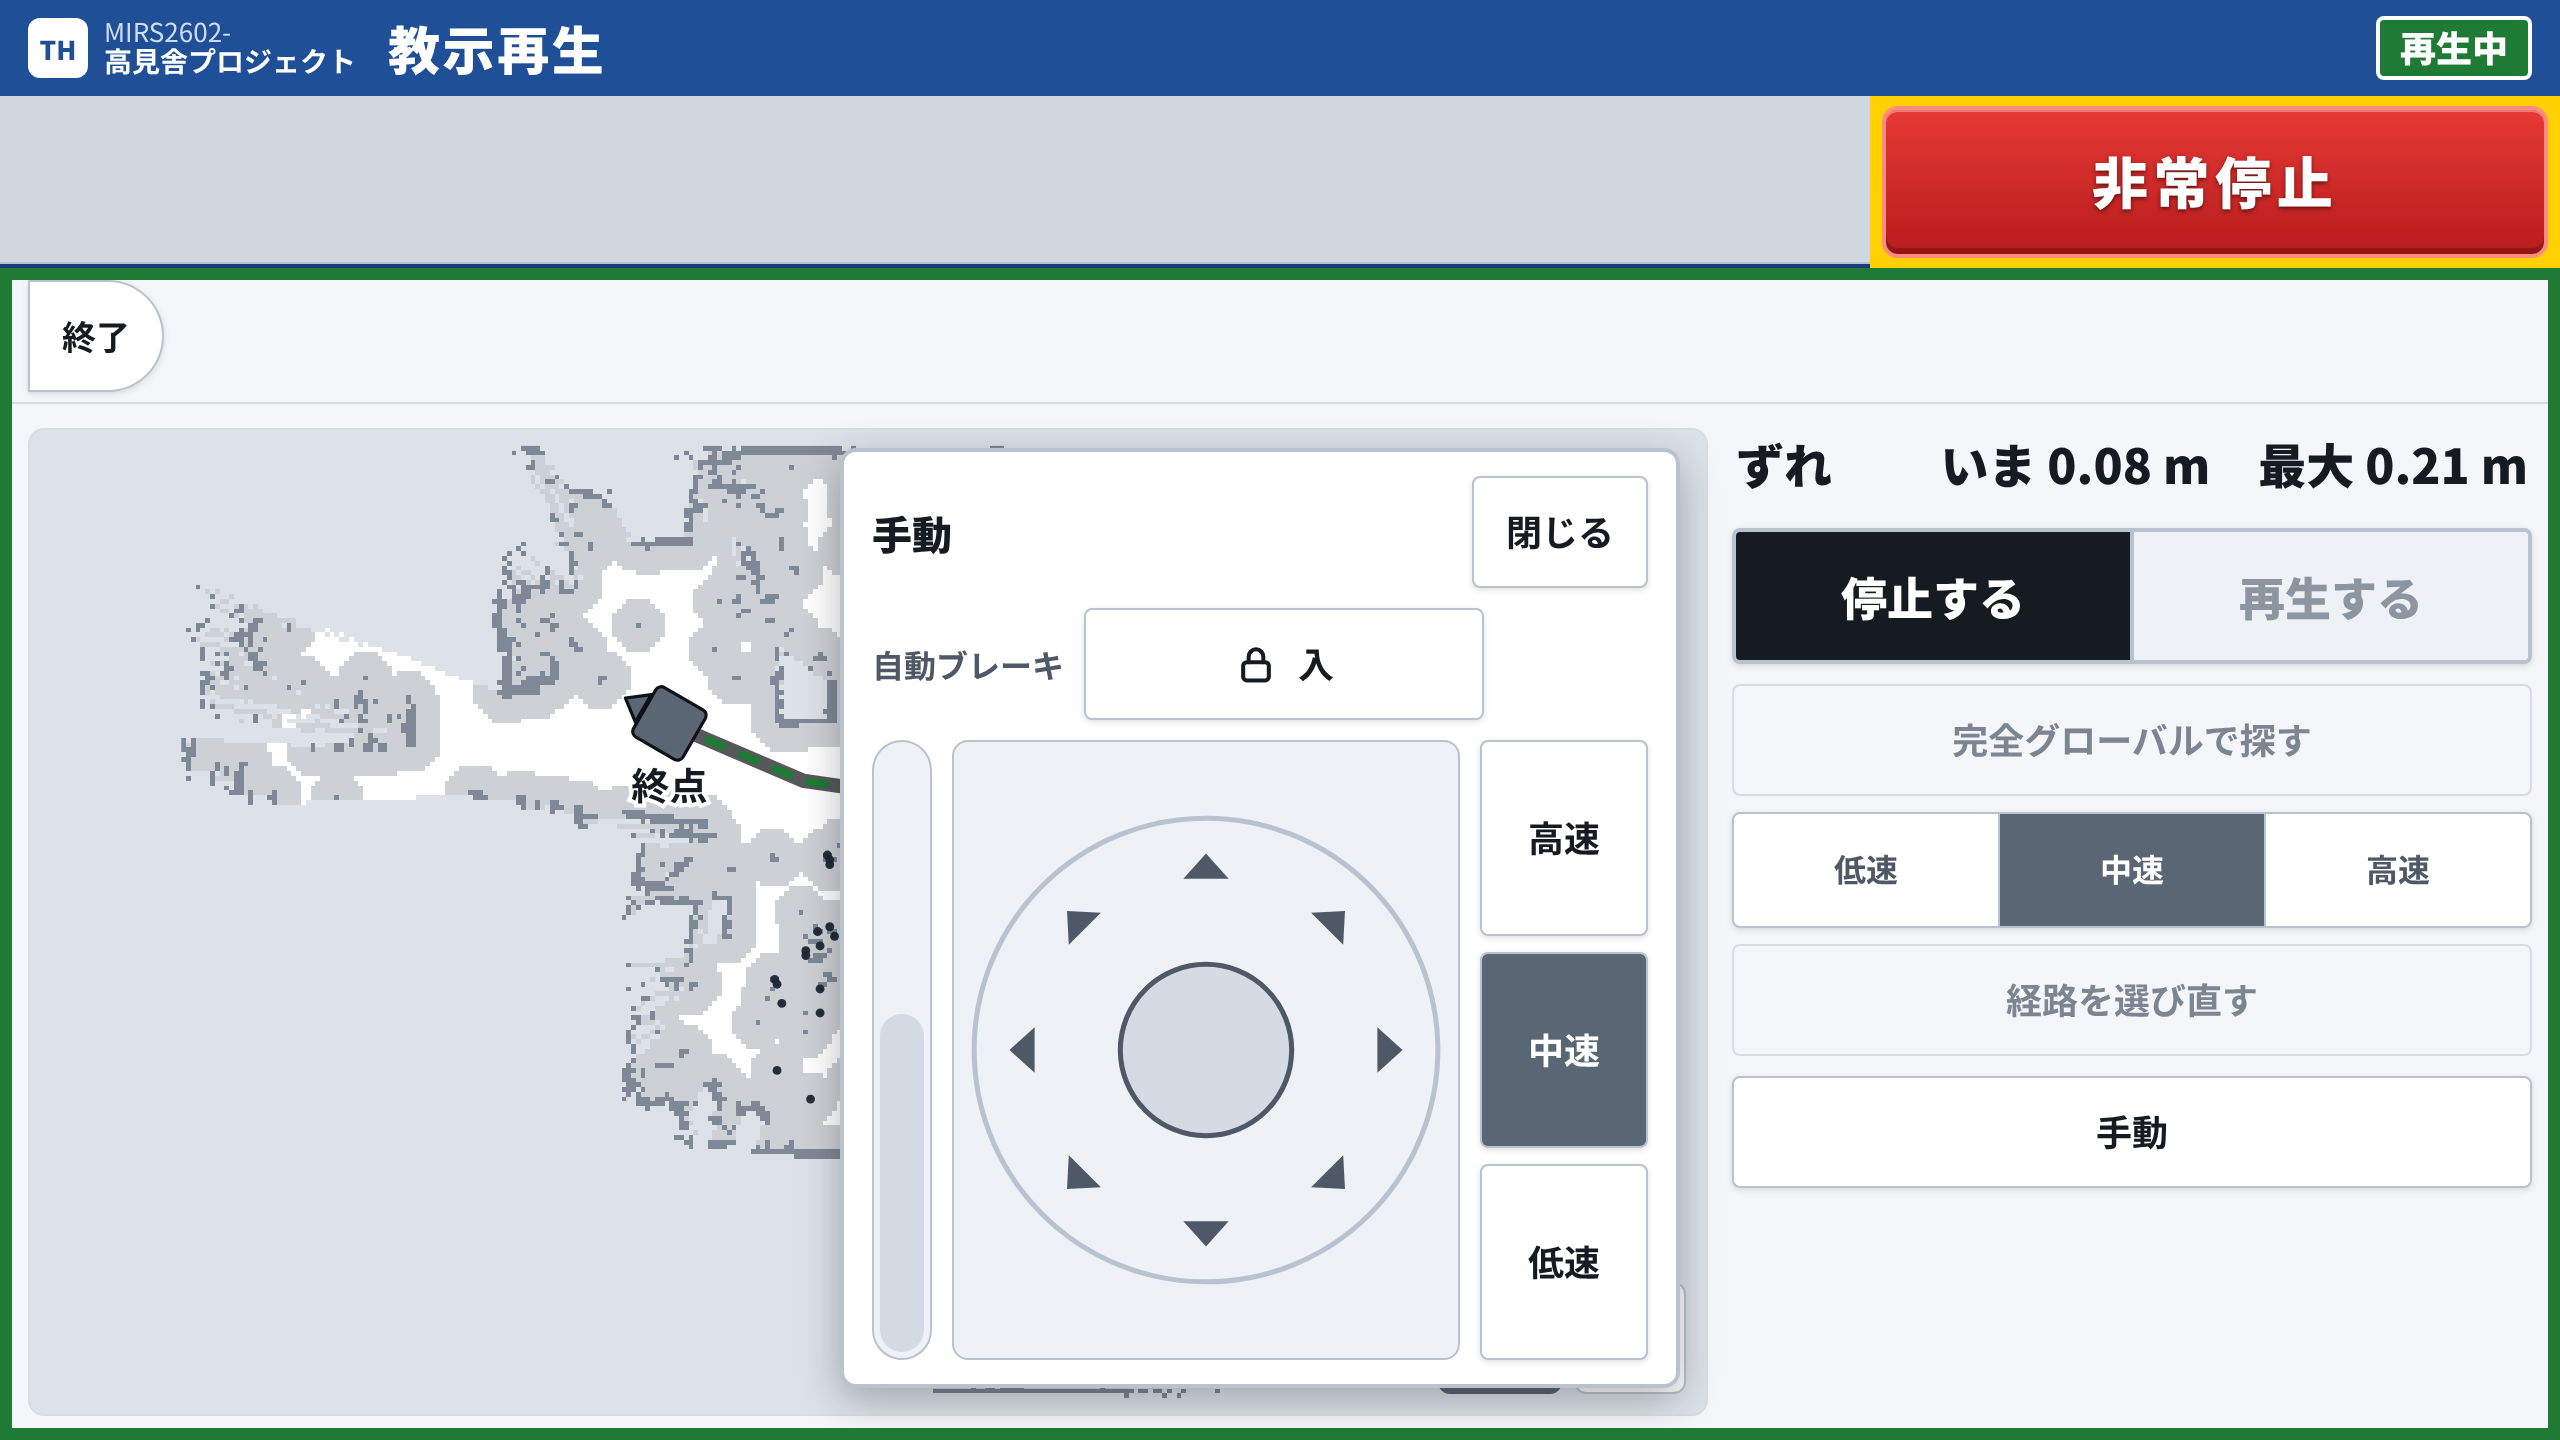 TH
MIRS2602-
高見舎プロジェクト
教示再生
再生中
非常停止
終了
ずれ いま 0.08 m 最大 0.21 m
停止する 再生する
完全グローバルで探す
低速 中速 高速
経路を選び直す
手動
手動
閉じる
自動ブレーキ 入
高速
中速
低速
終点